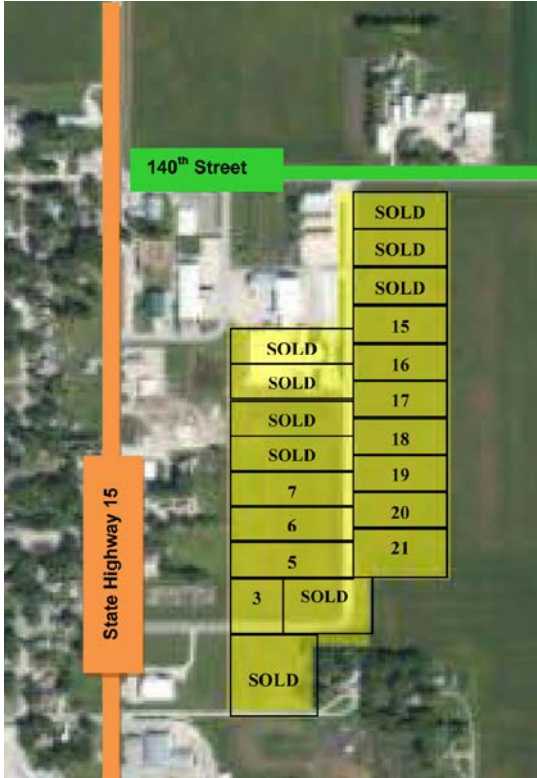 140th Street
SOLD
SOLD
SOLD
15
16
17
18
19
20
21
SOLD
SOLD
SOLD
SOLD
7
6
5
3 SOLD
SOLD
State Highway 15